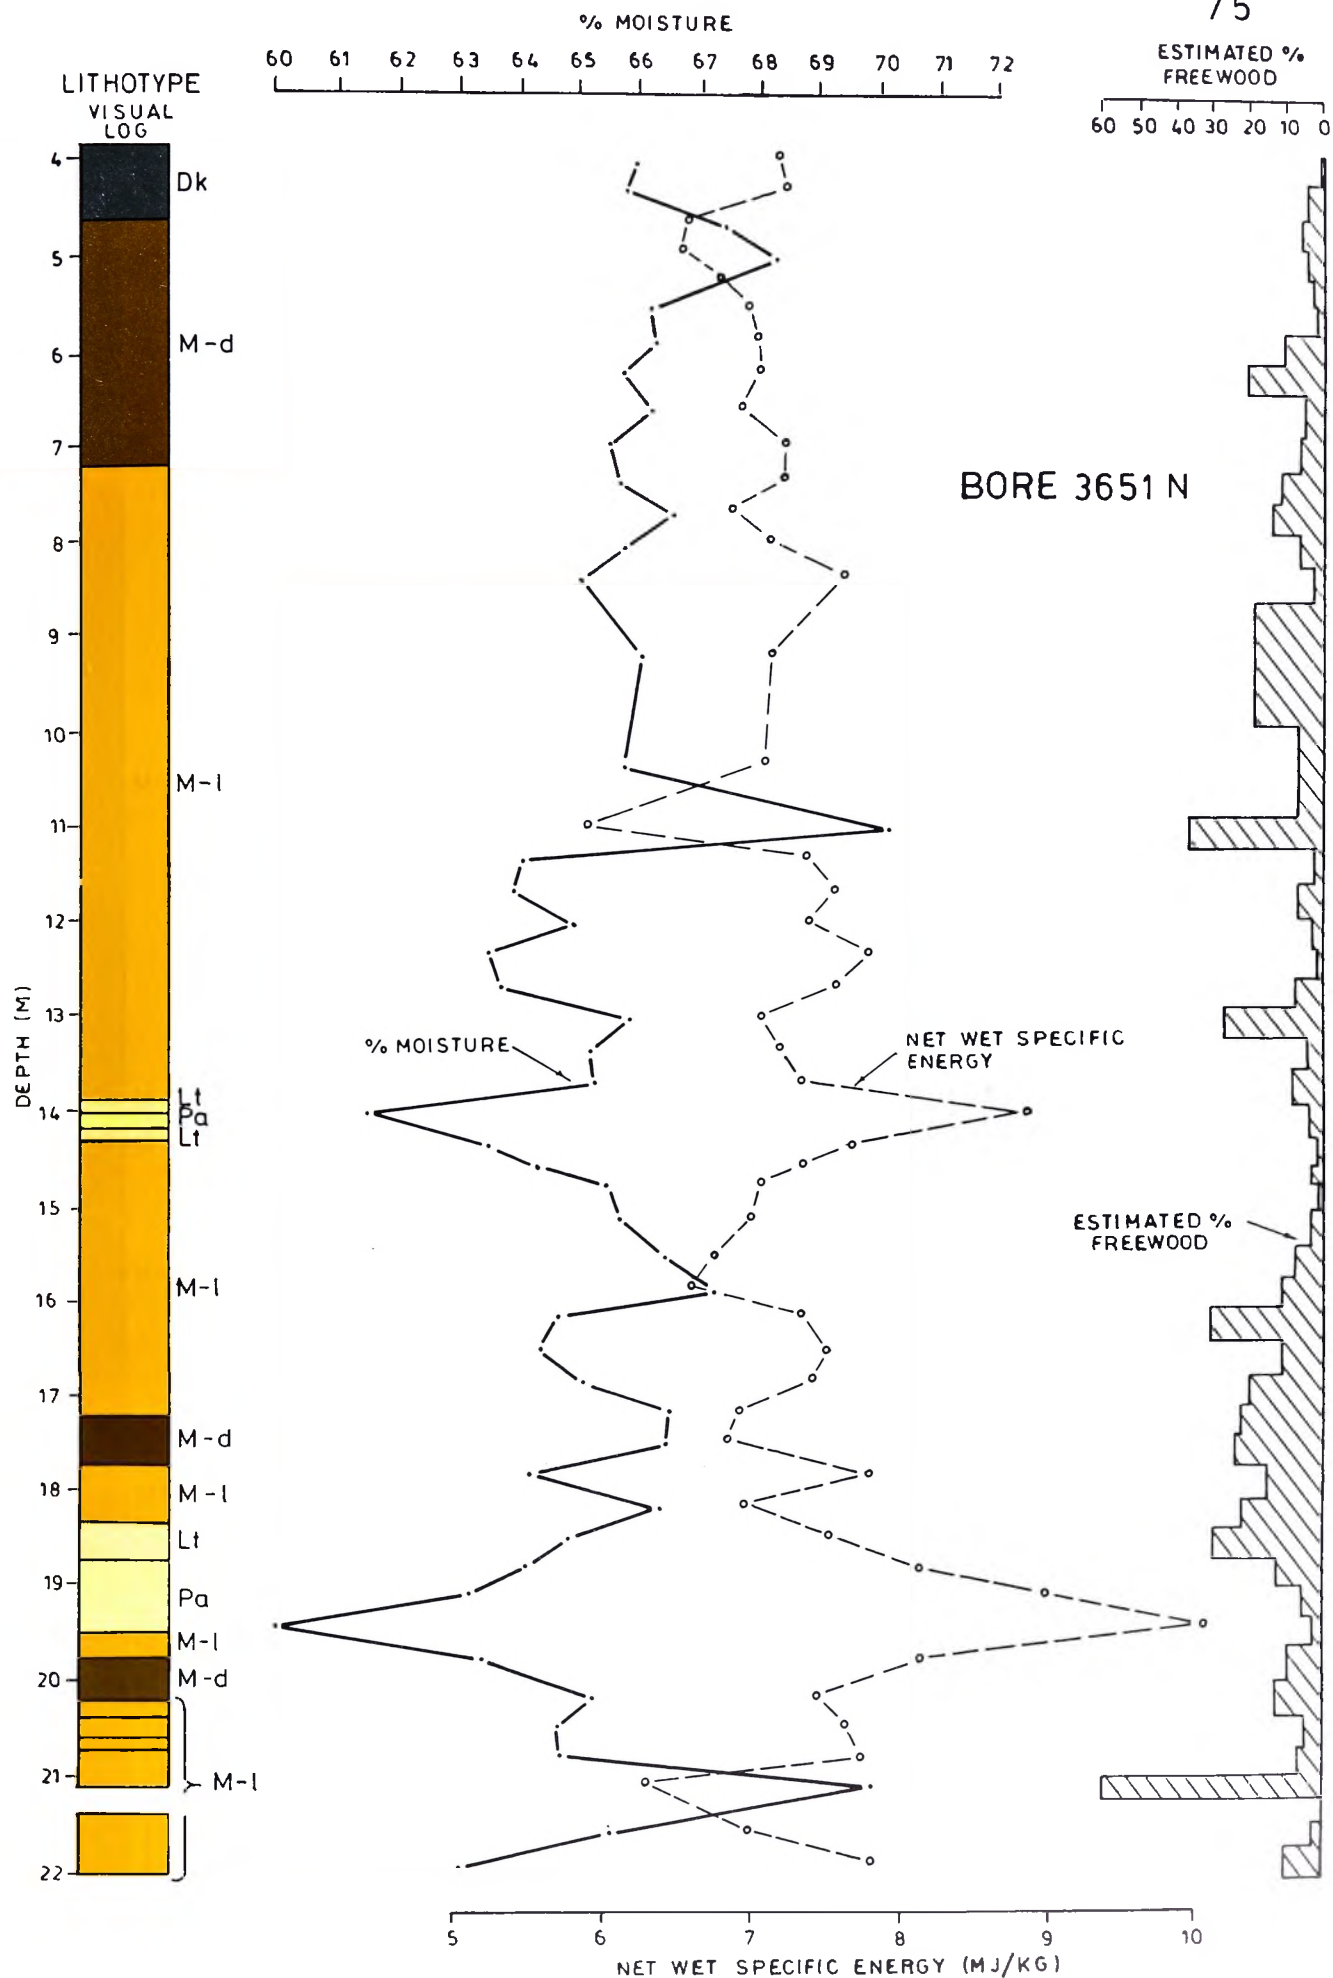 75
% MOISTURE
60 61 62 63 64 65 66 67 68 69 70 71 72
ESTIMATED %
FREEWOOD
60 50 40 30 20 10 0
LITHOTYPE
VISUAL
LOG
DEPTH (M)
4
5
6
7
8
9
10
11
12
13
14
15
16
17
18
19
20
21
22
Dk
M-d
M-l
Lt
Pa
Lt
M-l
M-d
M-l
Lt
Pa
M-l
M-d
M-l
BORE 3651 N
% MOISTURE
NET WET SPECIFIC
ENERGY
ESTIMATED %
FREEWOOD
5 6 7 8 9 10
NET WET SPECIFIC ENERGY (MJ/KG)